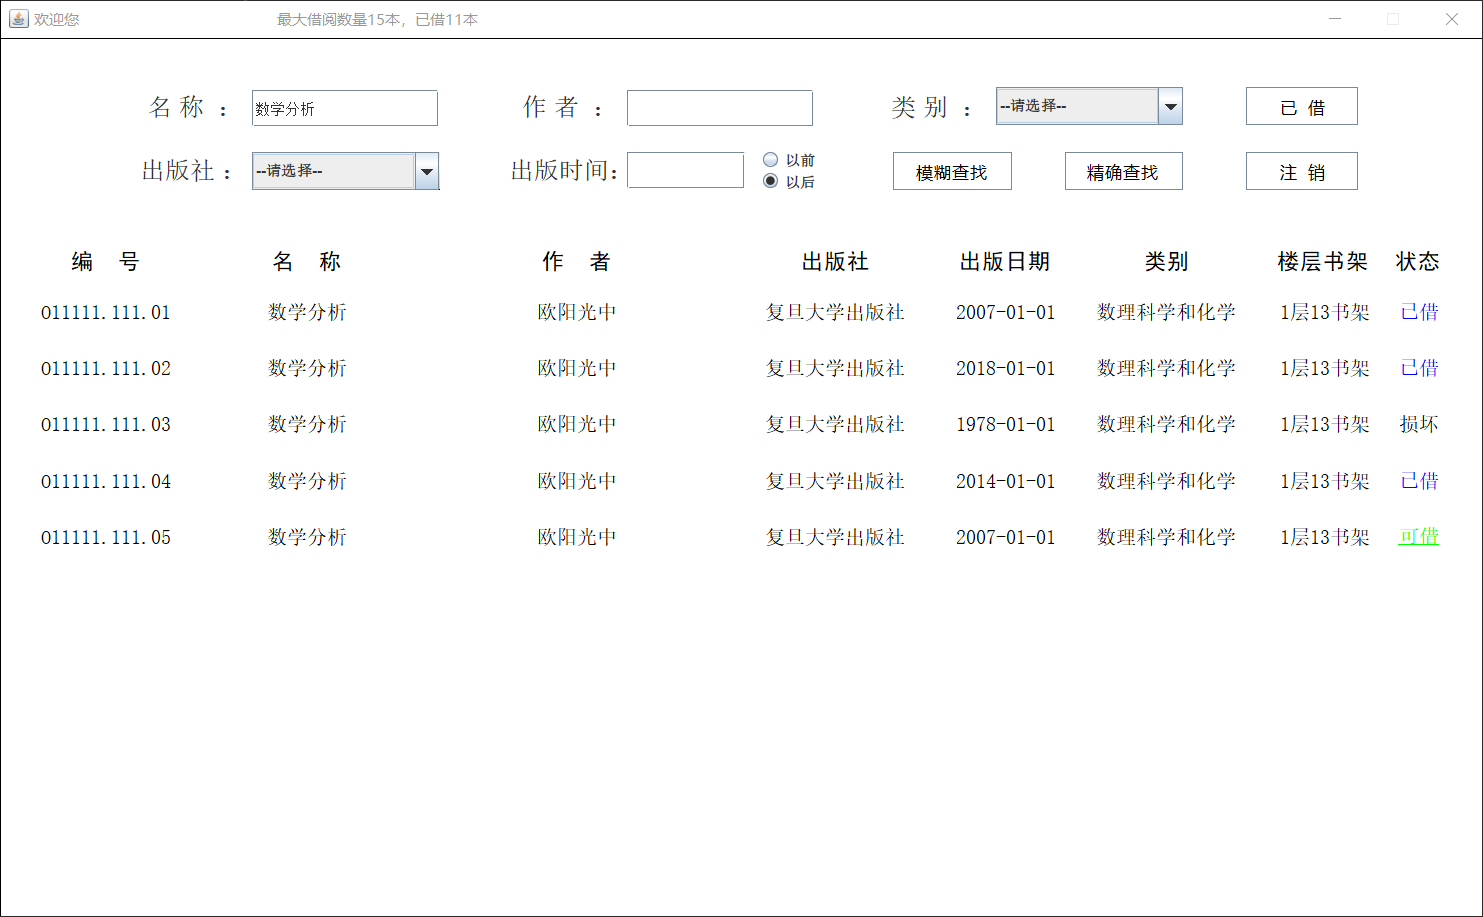 欢迎您 最大借阅数量15本，已借11本
名 称 ： 数学分析 作 者 ： 类 别 ： --请选择-- 已 借
出版社： --请选择-- 出版时间： 以前
以后 模糊查找 精确查找 注 销
编 号 名 称 作 者 出版社 出版日期 类别 楼层书架 状态
011111.111.01 数学分析 欧阳光中 复旦大学出版社 2007-01-01 数理科学和化学 1层13书架 已借
011111.111.02 数学分析 欧阳光中 复旦大学出版社 2018-01-01 数理科学和化学 1层13书架 已借
011111.111.03 数学分析 欧阳光中 复旦大学出版社 1978-01-01 数理科学和化学 1层13书架 损坏
011111.111.04 数学分析 欧阳光中 复旦大学出版社 2014-01-01 数理科学和化学 1层13书架 已借
011111.111.05 数学分析 欧阳光中 复旦大学出版社 2007-01-01 数理科学和化学 1层13书架 可借